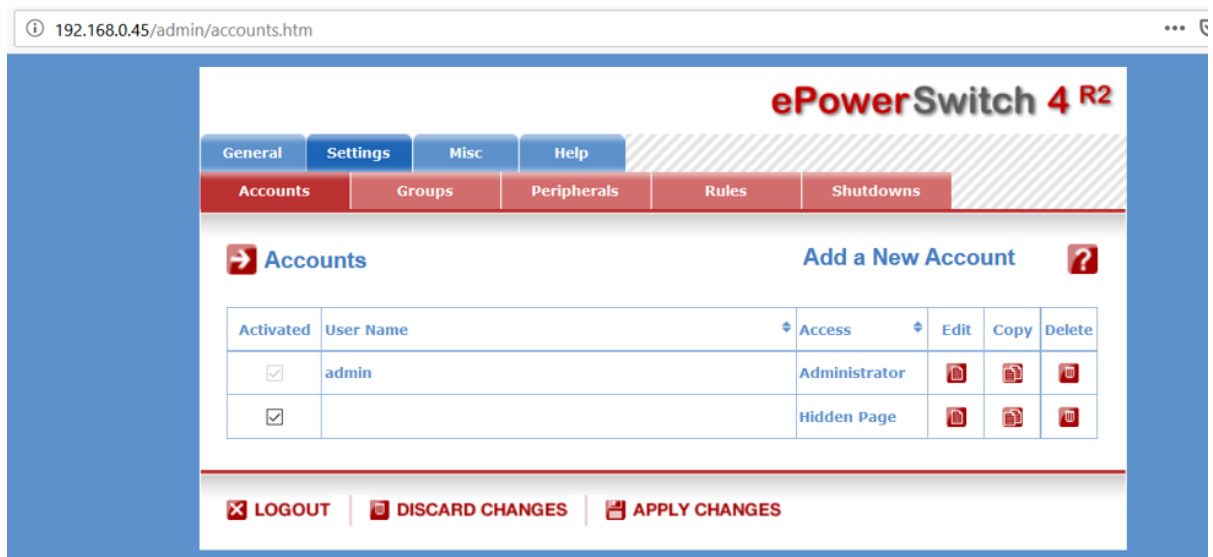 192.168.0.45/admin/accounts.htm
ePowerSwitch 4 R2
General Settings Misc Help
Accounts Groups Peripherals Rules Shutdowns
Accounts Add a New Account ?
Activated User Name Access Edit Copy Delete
admin Administrator
Hidden Page
LOGOUT DISCARD CHANGES APPLY CHANGES